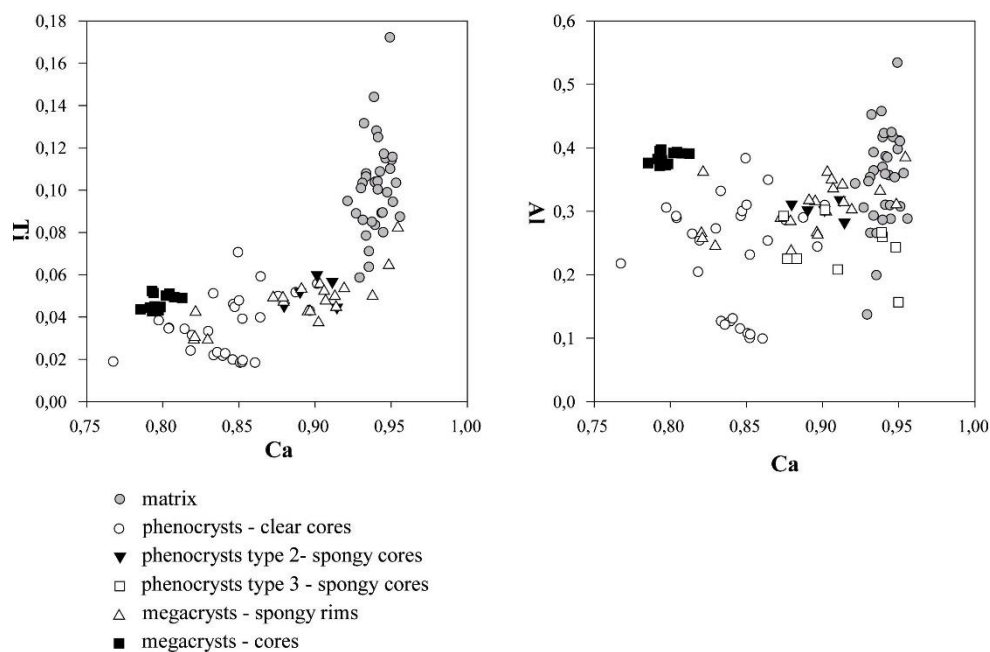 0,18
0,16
0,14
0,12
0,10
0,08
0,06
0,04
0,02
0,00
Ti
0,75 0,80 0,85 0,90 0,95 1,00
Ca
0,6
0,5
0,4
0,3
0,2
0,1
0,0
Al
0,75 0,80 0,85 0,90 0,95 1,00
Ca
matrix
phenocrysts - clear cores
phenocrysts type 2- spongy cores
phenocrysts type 3 - spongy cores
megacrysts - spongy rims
megacrysts - cores